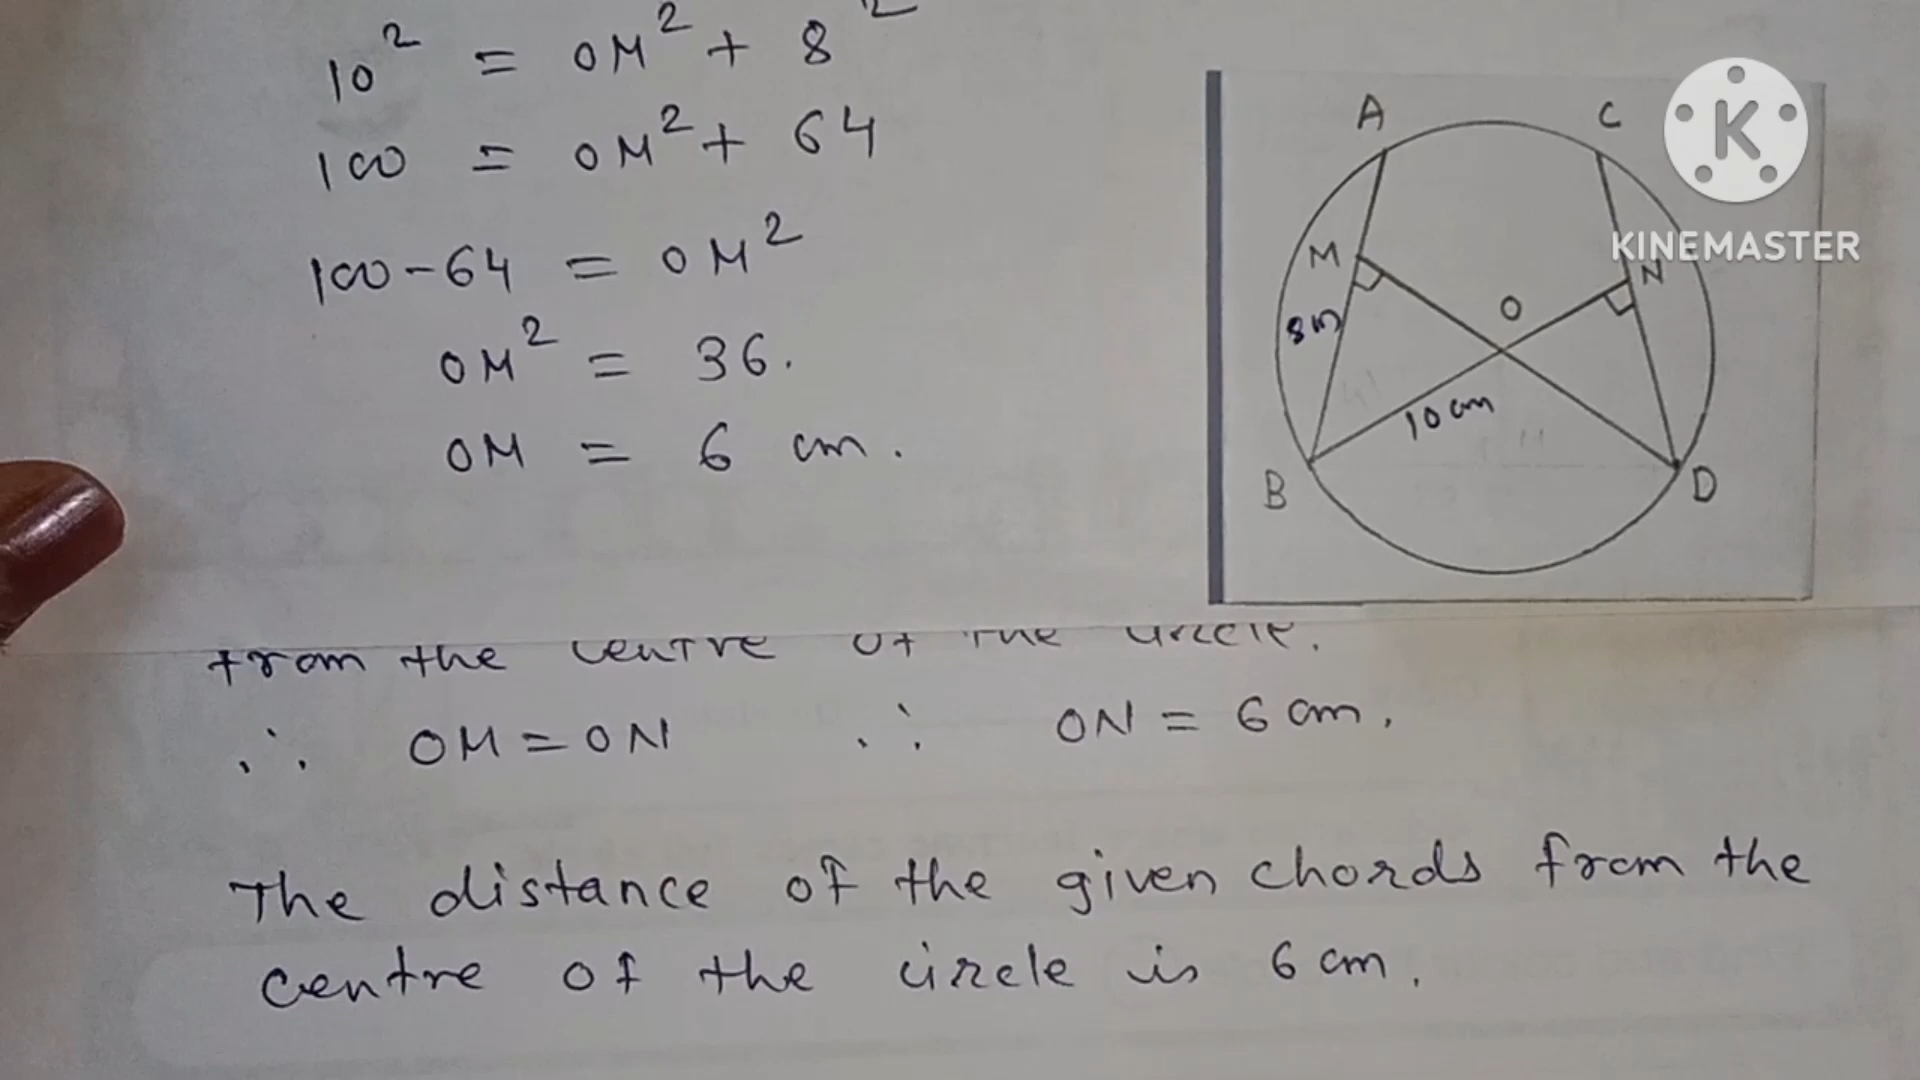 10² = OM² + 8²
100 = OM² + 64
100 - 64 = OM²
OM² = 36.
OM = 6 cm.
A
C
K
KINEMASTER
M
N
O
8m
10 cm
B
D
from the centre of the circle.
∴ OM = ON ∴ ON = 6 cm.
The distance of the given chords from the
centre of the circle is 6 cm.